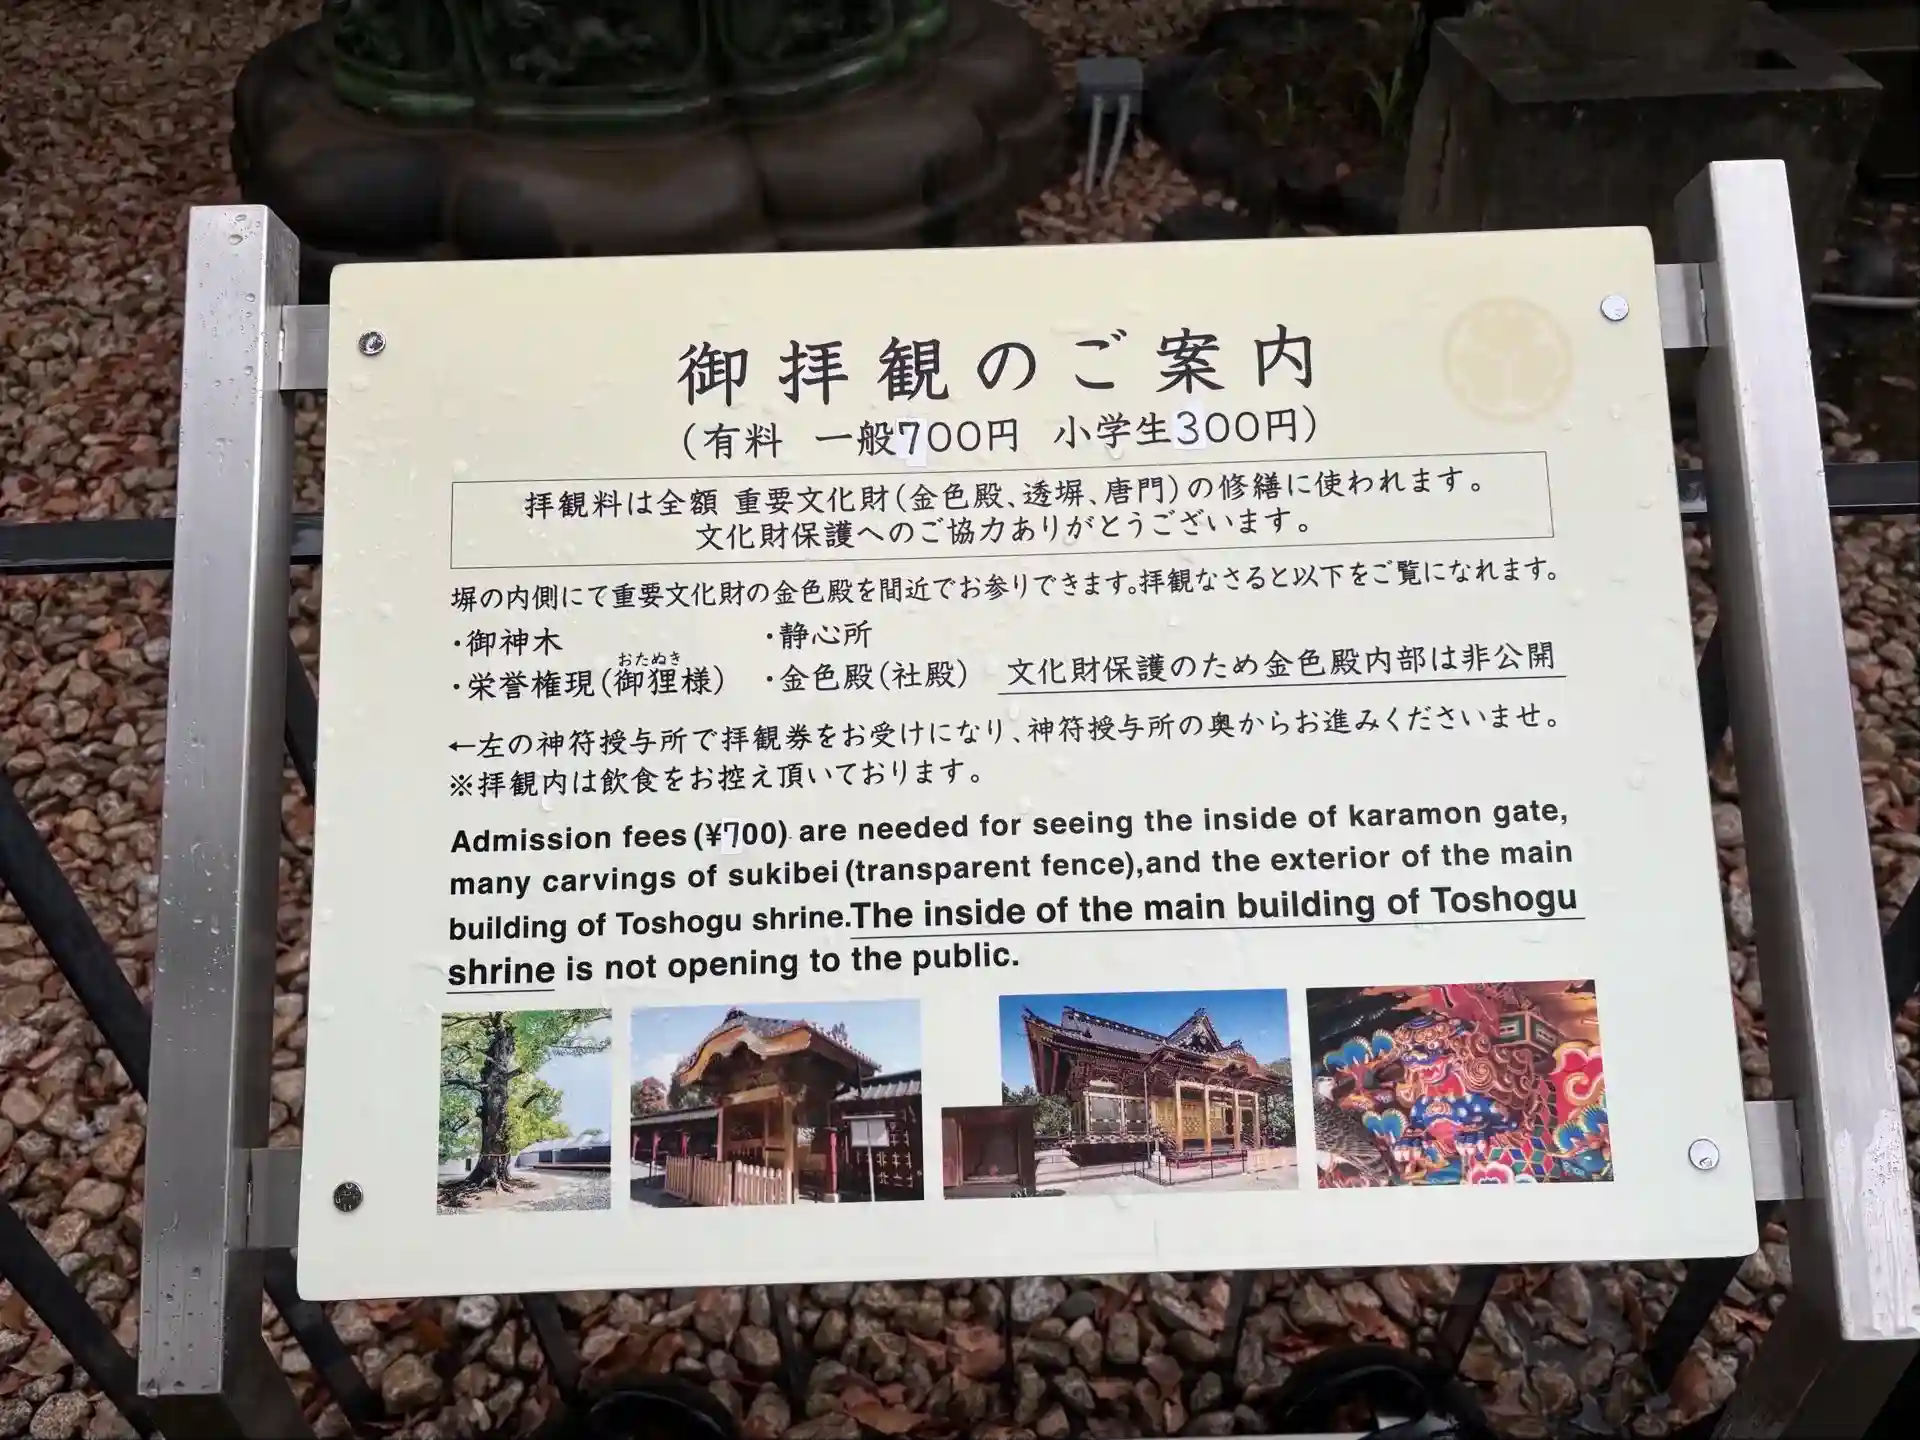 御拝観のご案内
(有料 一般700円 小学生300円)
拝観料は全額 重要文化財(金色殿、透塀、唐門)の修繕に使われます。
文化財保護へのご協力ありがとうございます。
塀の内側にて重要文化財の金色殿を間近でお参りできます。拝観なさると以下をご覧になれます。
・御神木 ・静心所
おたぬき
・栄誉権現(御狸様) ・金色殿(社殿) 文化財保護のため金色殿内部は非公開
←左の神符授与所で拝観券をお受けになり、神符授与所の奥からお進みくださいませ。
※拝観内は飲食をお控え頂いております。
Admission fees (¥700) are needed for seeing the inside of karamon gate,
many carvings of sukibei (transparent fence),and the exterior of the main
building of Toshogu shrine.The inside of the main building of Toshogu
shrine is not opening to the public.